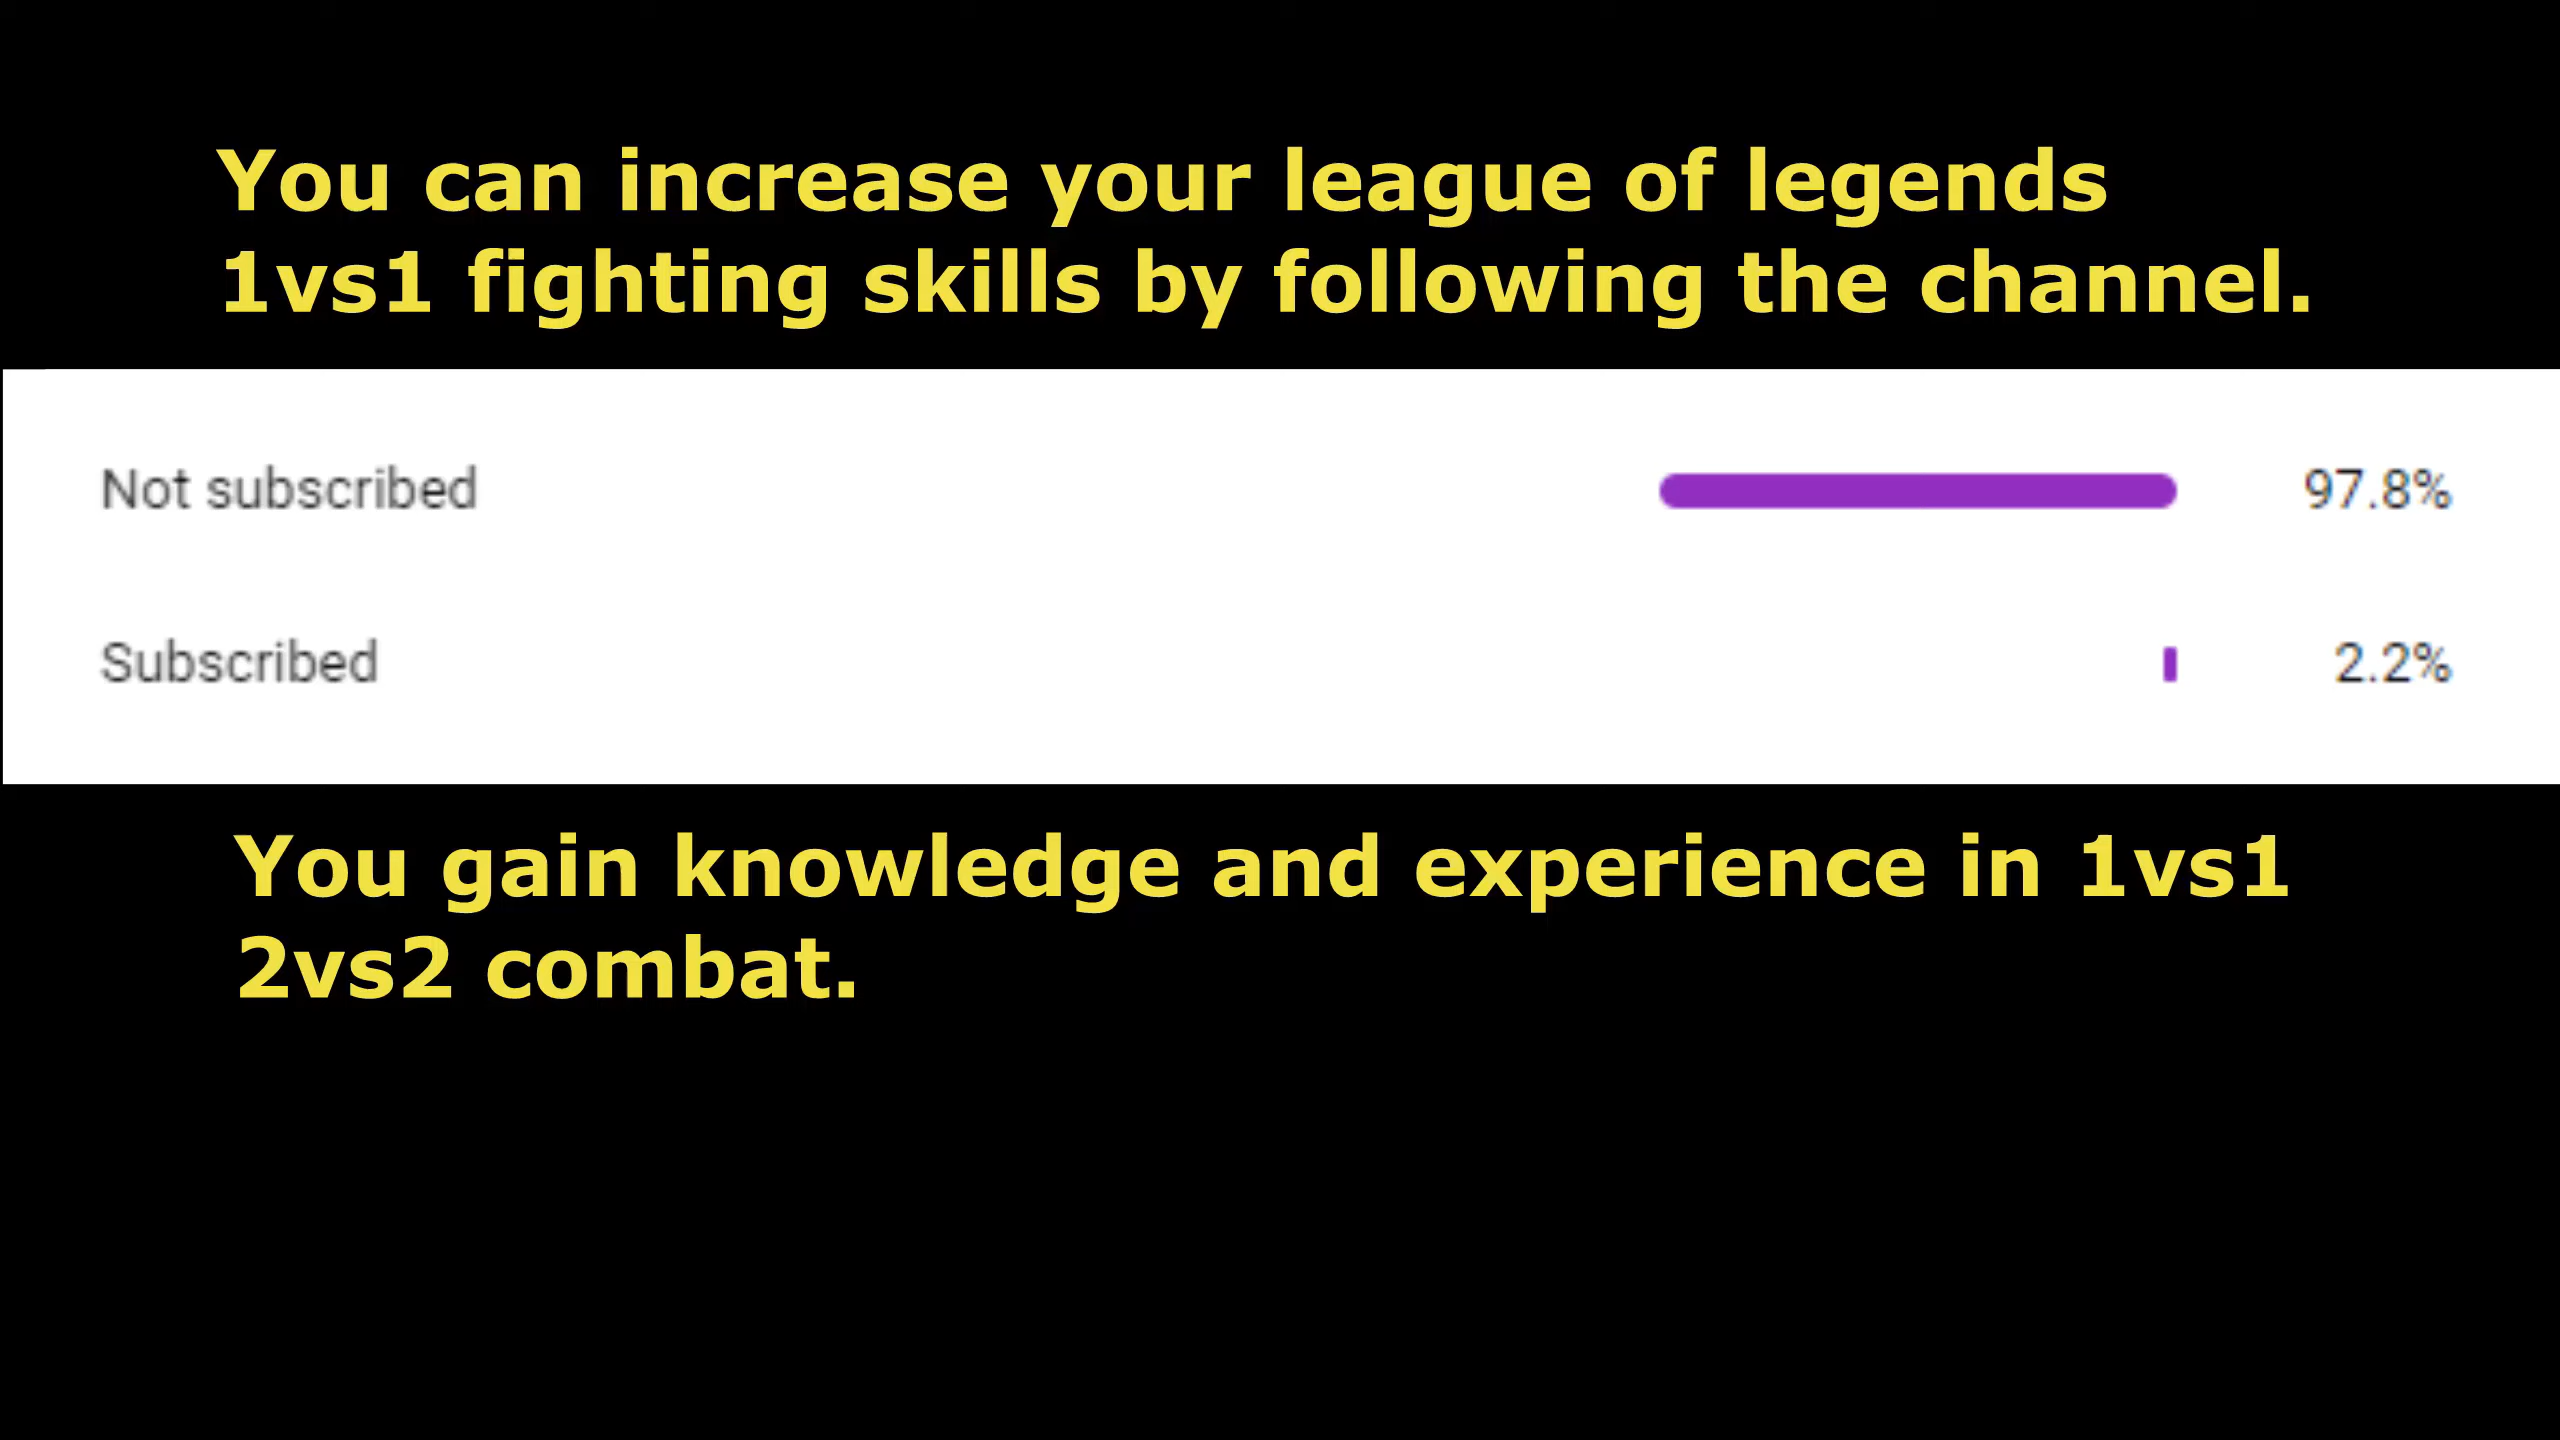 You can increase your league of legends
1vs1 fighting skills by following the channel.
Not subscribed 97.8%
Subscribed 2.2%
You gain knowledge and experience in 1vs1
2vs2 combat.